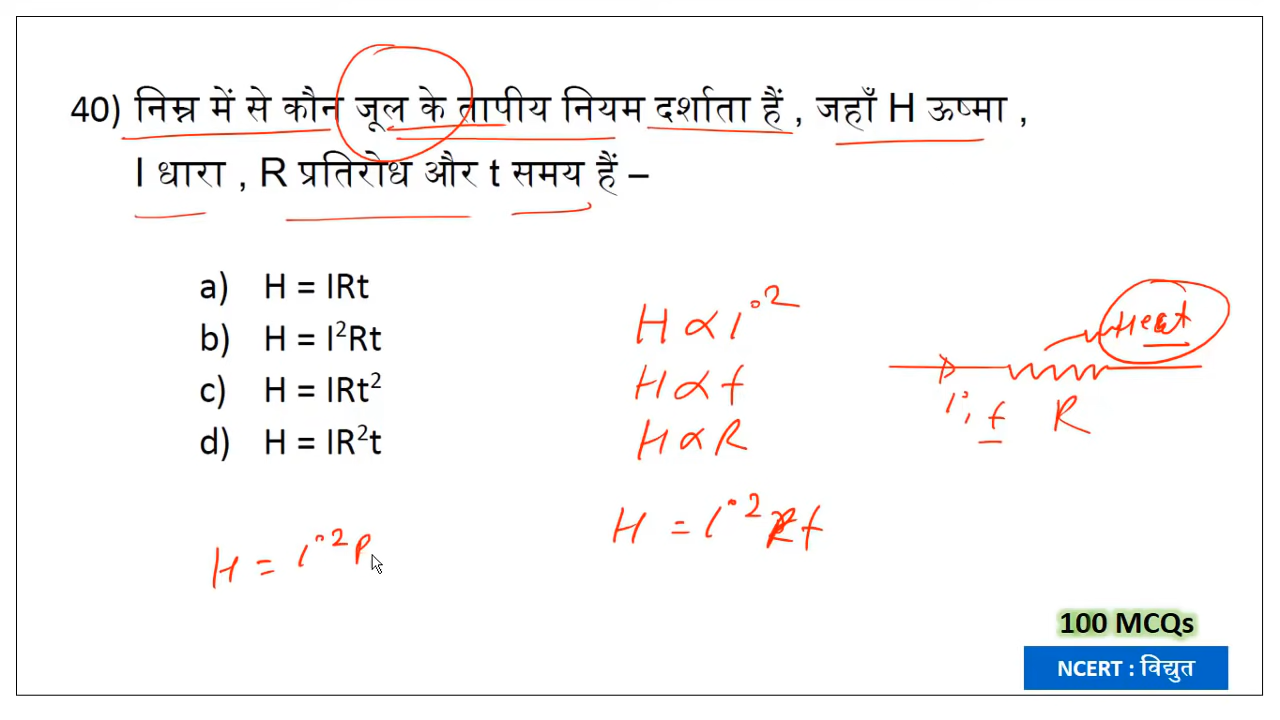 40) निम्न में से कौन जूल के तापीय नियम दर्शाता हैं , जहाँ H ऊष्मा ,
I धारा , R प्रतिरोध और t समय हैं –
a) H = IRt
b) H = I²Rt
c) H = IRt²
d) H = IR²t
H ∝ i²
H ∝ t
H ∝ R
H = i²Rt
Heat
i, t R
H = i²R
100 MCQs
NCERT : विद्युत